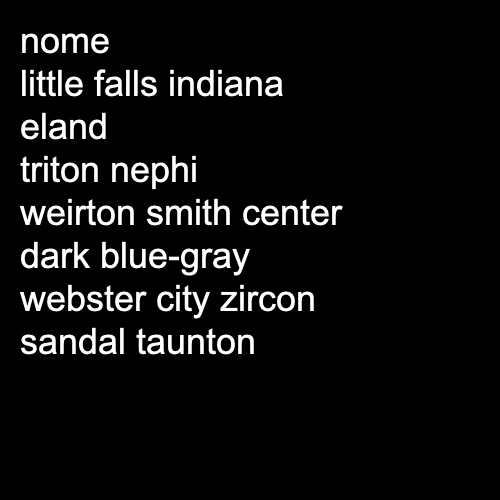 nome
little falls indiana
eland
triton nephi
weirton smith center
dark blue-gray
webster city zircon
sandal taunton